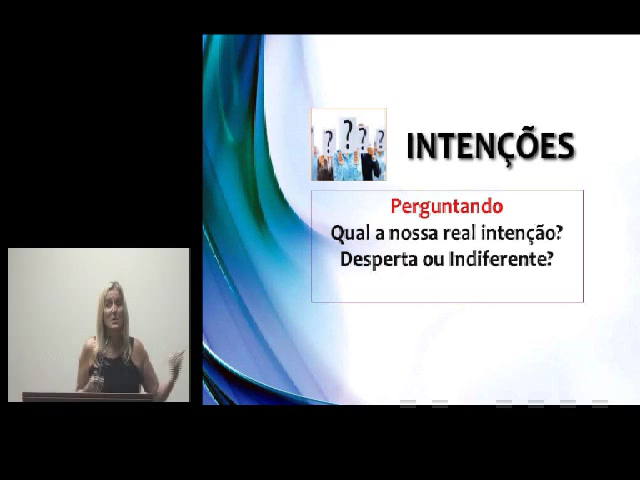 INTENÇÕES
Perguntando
Qual a nossa real intenção?
Desperta ou Indiferente?